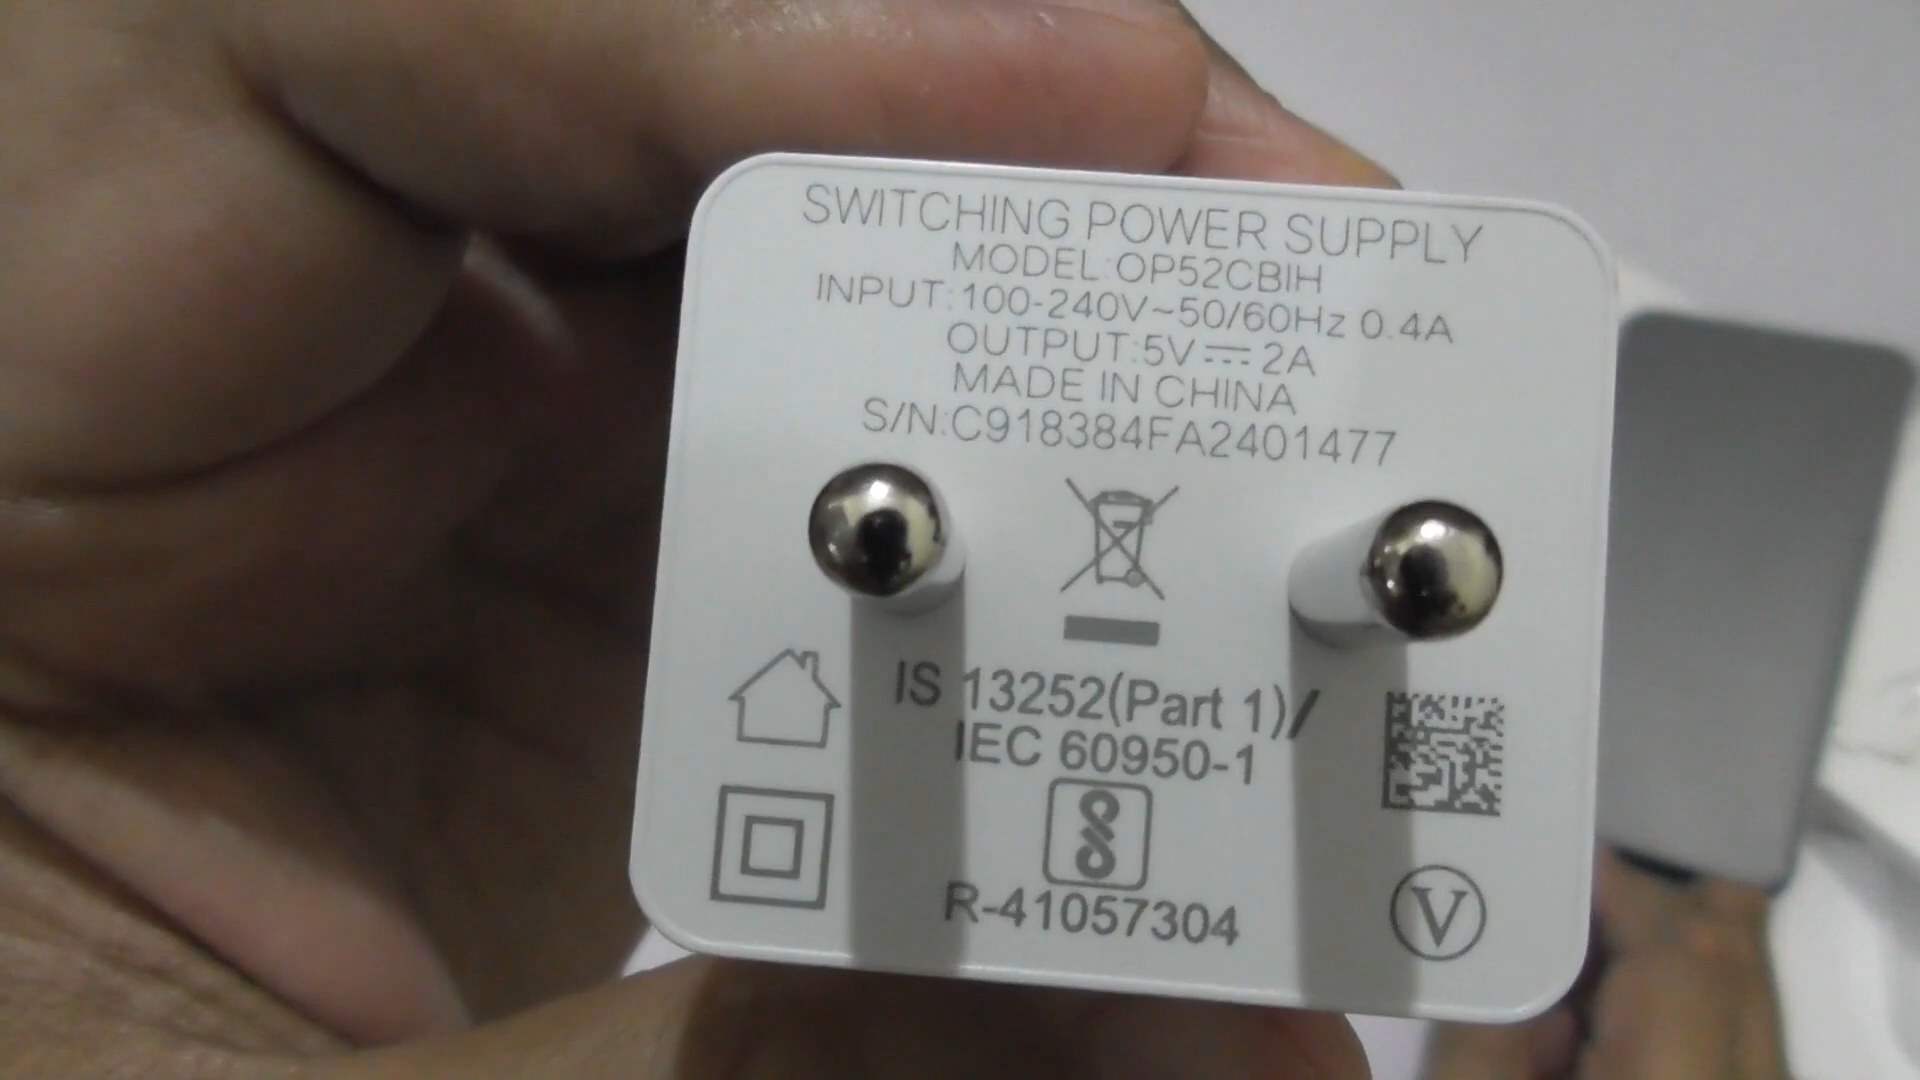 SWITCHING POWER SUPPLY
MODEL:OP52CBIH
INPUT:100-240V~50/60Hz 0.4A
OUTPUT:5V⎓2A
MADE IN CHINA
S/N:C918384FA2401477
IS 13252(Part 1)/
IEC 60950-1
R-41057304
V